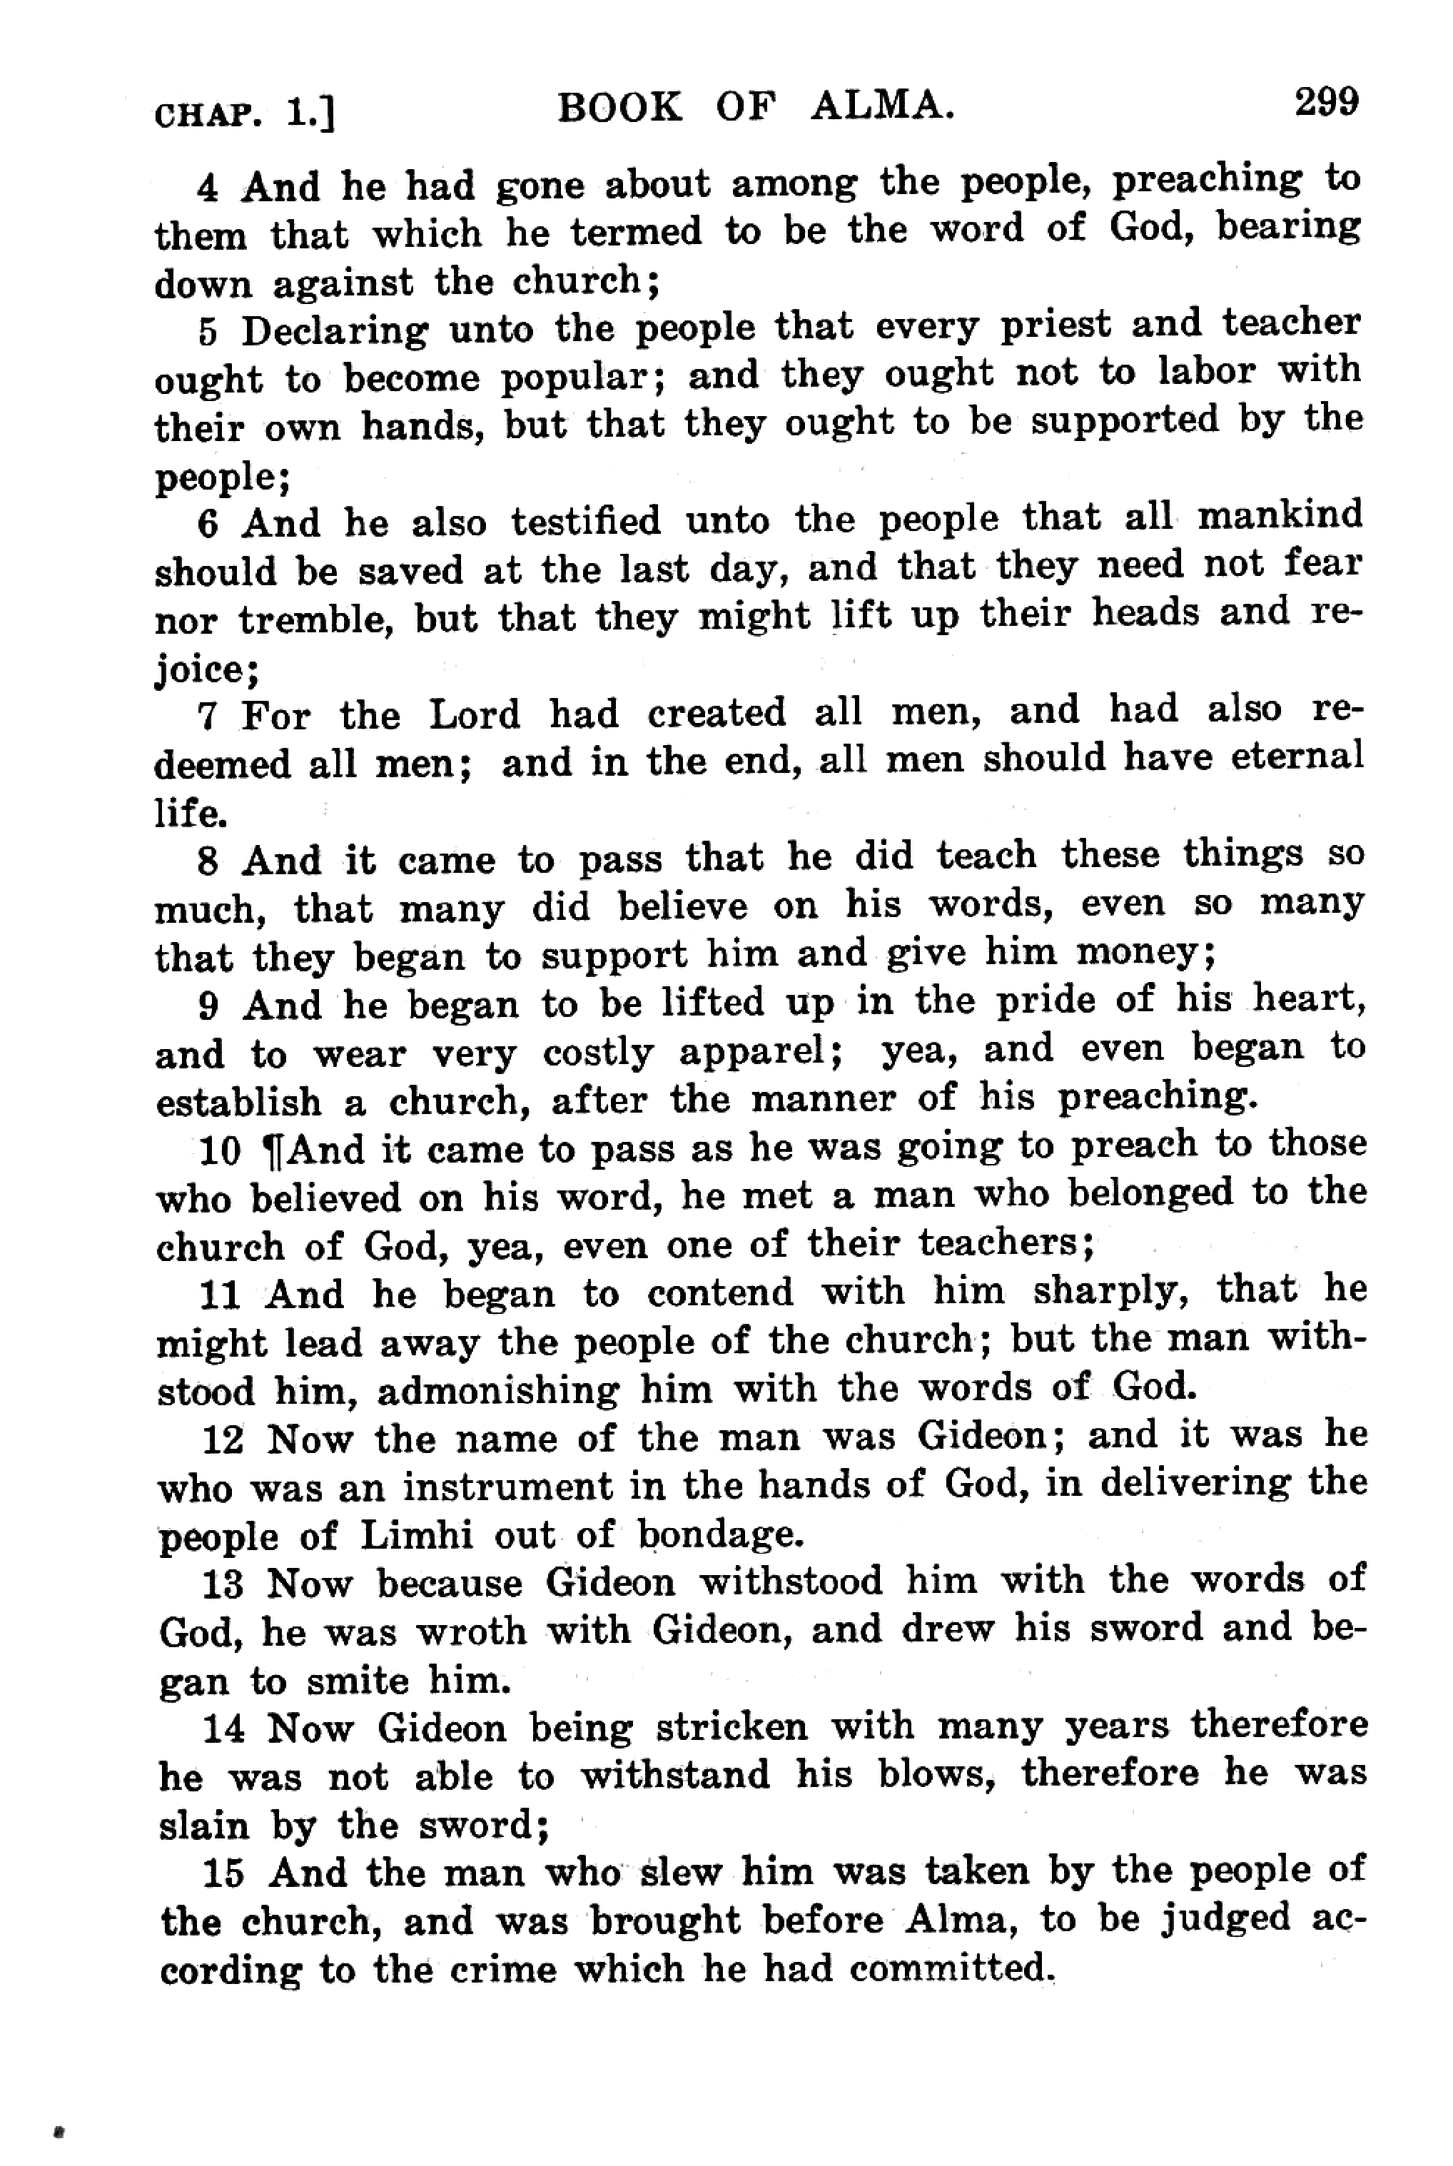 CHAP. 1.] BOOK OF ALMA. 299
4 And he had gone about among the people, preaching to
them that which he termed to be the word of God, bearing
down against the church;
5 Declaring unto the people that every priest and teacher
ought to become popular; and they ought not to labor with
their own hands, but that they ought to be supported by the
people;
6 And he also testified unto the people that all mankind
should be saved at the last day, and that they need not fear
nor tremble, but that they might lift up their heads and re-
joice;
7 For the Lord had created all men, and had also re-
deemed all men; and in the end, all men should have eternal
life.
8 And it came to pass that he did teach these things so
much, that many did believe on his words, even so many
that they began to support him and give him money;
9 And he began to be lifted up in the pride of his heart,
and to wear very costly apparel; yea, and even began to
establish a church, after the manner of his preaching.
10 ¶And it came to pass as he was going to preach to those
who believed on his word, he met a man who belonged to the
church of God, yea, even one of their teachers;
11 And he began to contend with him sharply, that he
might lead away the people of the church; but the man with-
stood him, admonishing him with the words of God.
12 Now the name of the man was Gideon; and it was he
who was an instrument in the hands of God, in delivering the
people of Limhi out of bondage.
13 Now because Gideon withstood him with the words of
God, he was wroth with Gideon, and drew his sword and be-
gan to smite him.
14 Now Gideon being stricken with many years therefore
he was not able to withstand his blows, therefore he was
slain by the sword;
15 And the man who slew him was taken by the people of
the church, and was brought before Alma, to be judged ac-
cording to the crime which he had committed.